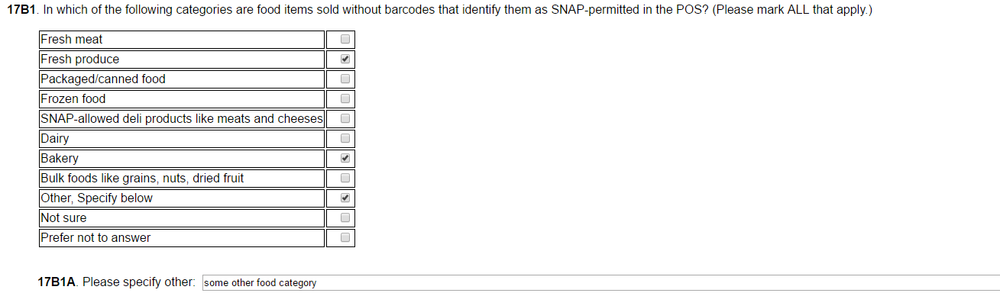 17B1. In which of the following categories are food items sold without barcodes that identify them as SNAP-permitted in the POS? (Please mark ALL that apply.)
Fresh meat
Fresh produce
Packaged/canned food
Frozen food
SNAP-allowed deli products like meats and cheeses
Dairy
Bakery
Bulk foods like grains, nuts, dried fruit
Other, Specify below
Not sure
Prefer not to answer
17B1A. Please specify other: some other food category